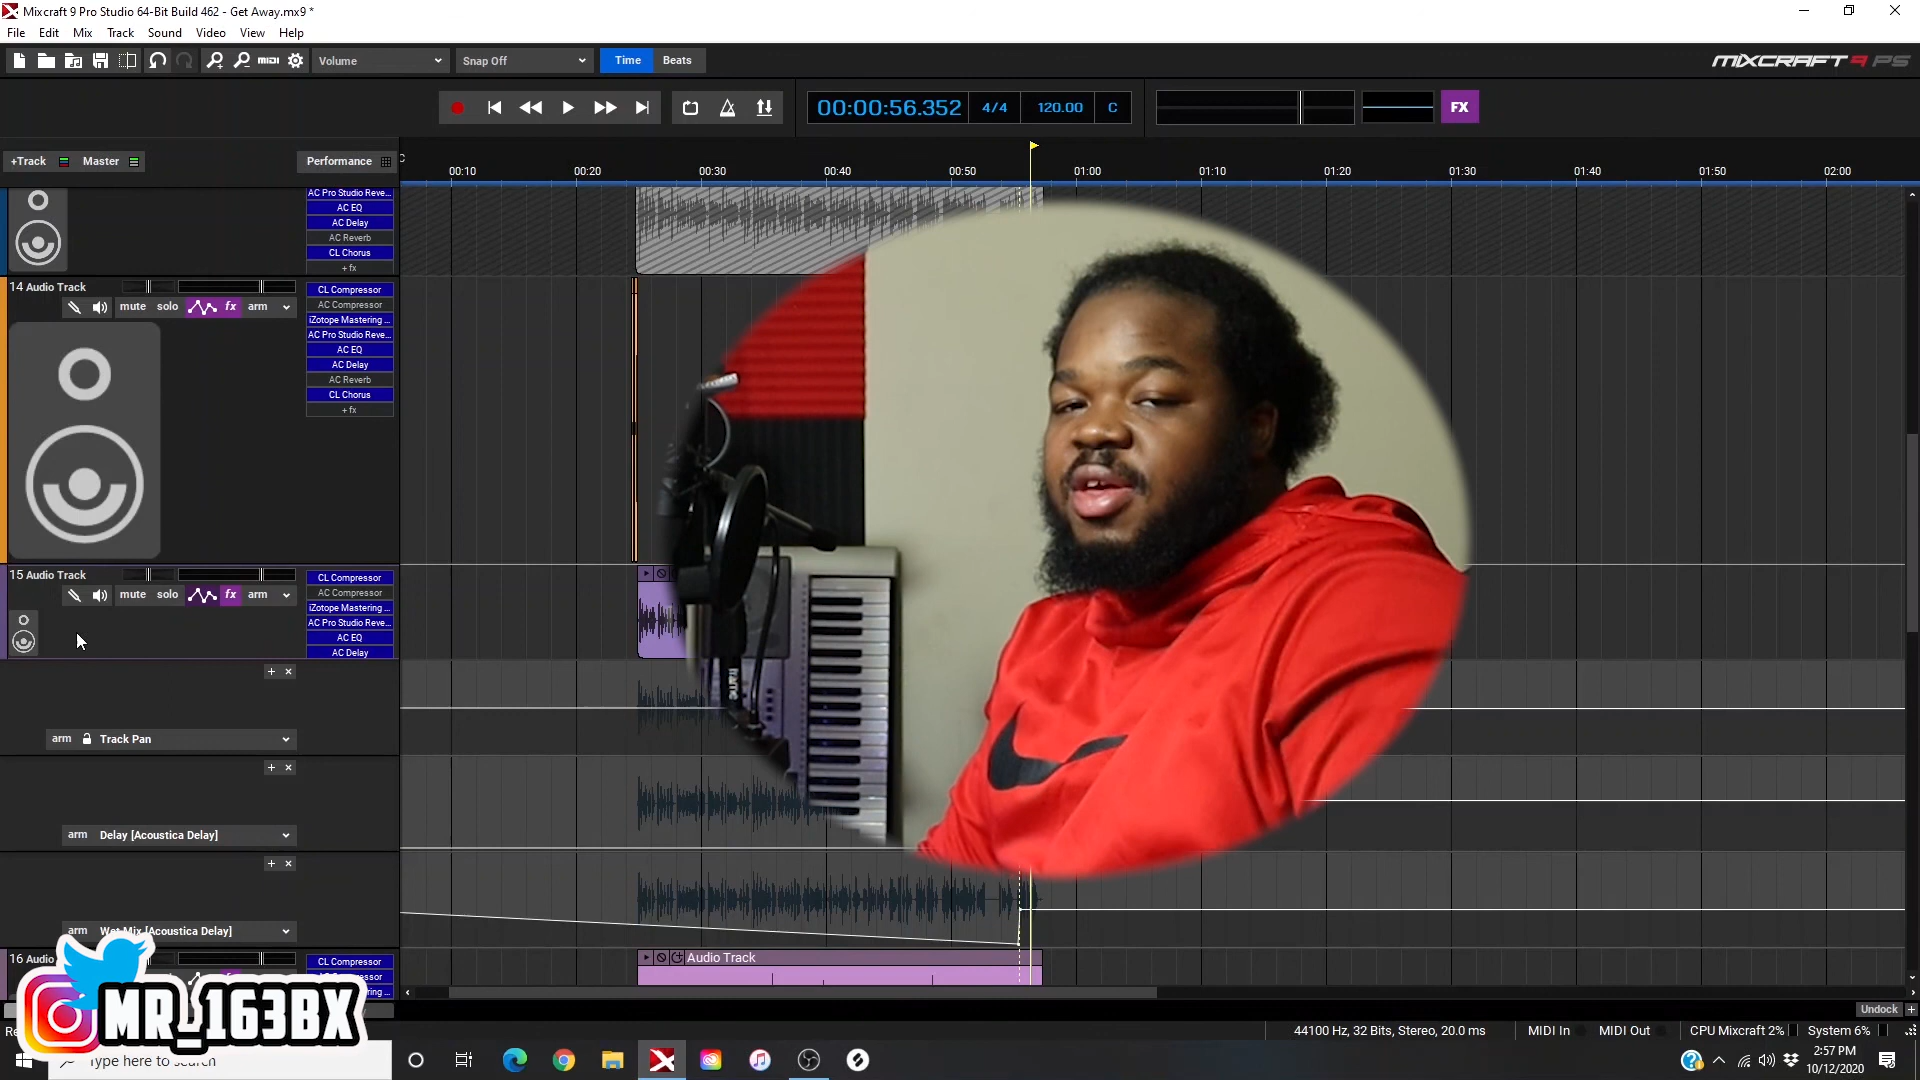 Mixcraft 9 Pro Studio 64-Bit Build 462 - Get Away.mx9 *
File Edit Mix Track Sound Video View Help
MIDI Volume Snap Off Time Beats
MIXCRAFT 9 PS
00:00:56.352 4/4 120.00 C FX
+Track Master Performance
00:10 00:20 00:30 00:40 00:50 01:00 01:10 01:20 01:30 01:40 01:50 02:00
AC Pro Studio Reve...
AC EQ
AC Delay
AC Reverb
CL Chorus
+ fx
14 Audio Track
mute solo fx arm
CL Compressor
AC Compressor
iZotope Mastering ...
AC Pro Studio Reve...
AC EQ
AC Delay
AC Reverb
CL Chorus
+ fx
15 Audio Track
mute solo fx arm
CL Compressor
AC Compressor
iZotope Mastering ...
AC Pro Studio Reve...
AC EQ
AC Delay
arm Track Pan
arm Delay [Acoustica Delay]
arm Wet Mix [Acoustica Delay]
16 Audio
CL Compressor
Audio Track
MR_163BX
Undock
44100 Hz, 32 Bits, Stereo, 20.0 ms MIDI In MIDI Out CPU Mixcraft 2% System 6%
Type here to search
2:57 PM
10/12/2020